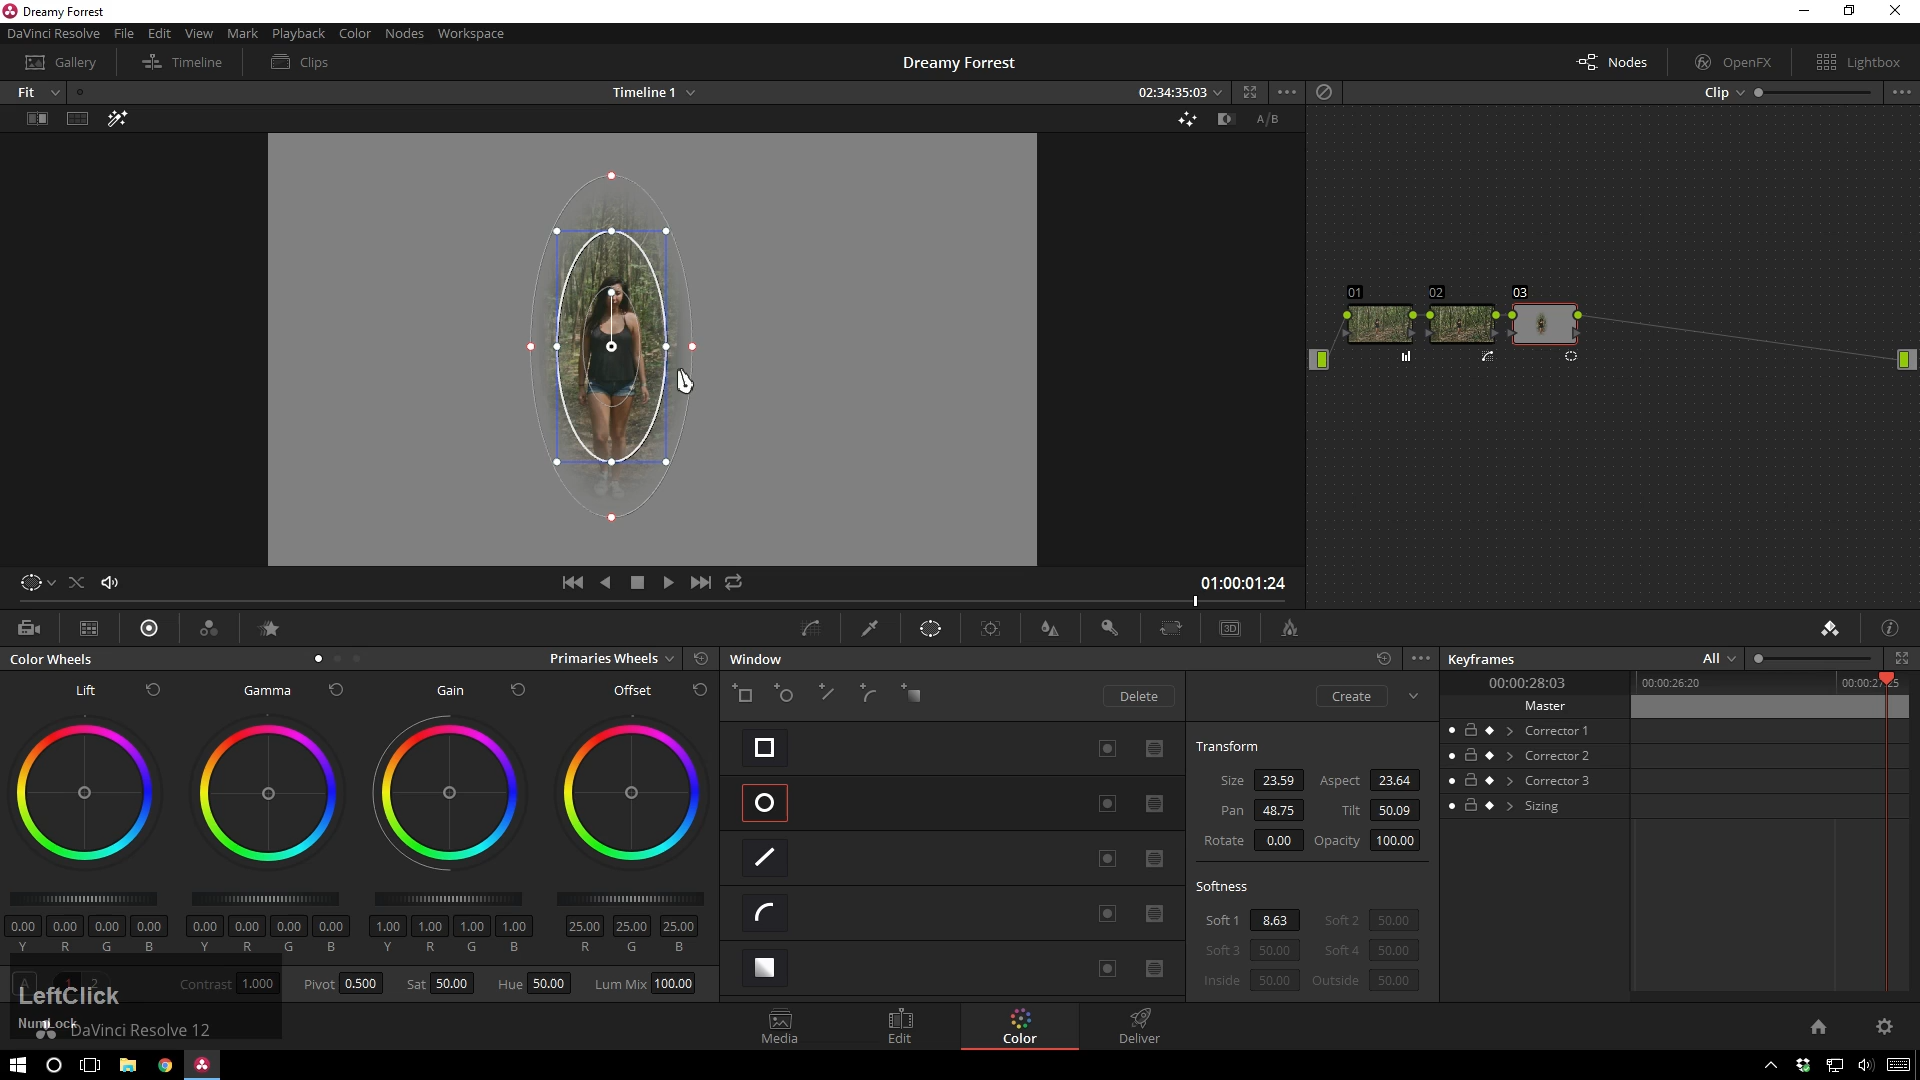 Dreamy Forrest
DaVinci Resolve File Edit View Mark Playback Color Nodes Workspace
Gallery Timeline Clips Dreamy Forrest Nodes OpenFX Lightbox
Fit Timeline 1 02:34:35:03 Clip
A/B
01 02 03
01:00:01:24
3D
Color Wheels Primaries Wheels Window Keyframes All
Lift Gamma Gain Offset
Delete Create
00:00:28:03 00:00:26:20 00:00:27:25
Master
Corrector 1
Corrector 2
Corrector 3
Sizing
Transform
Size 23.59 Aspect 23.64
Pan 48.75 Tilt 50.09
Rotate 0.00 Opacity 100.00
Softness
Soft 1 8.63 Soft 2 50.00
Soft 3 50.00 Soft 4 50.00
Inside 50.00 Outside 50.00
0.00 0.00 0.00 0.00 0.00 0.00 0.00 0.00 1.00 1.00 1.00 1.00 25.00 25.00 25.00
Y R G B Y R G B Y R G B R G B
A 1 2 Contrast 1.000 Pivot 0.500 Sat 50.00 Hue 50.00 Lum Mix 100.00
LeftClick
NumLock
DaVinci Resolve 12
Media Edit Color Deliver